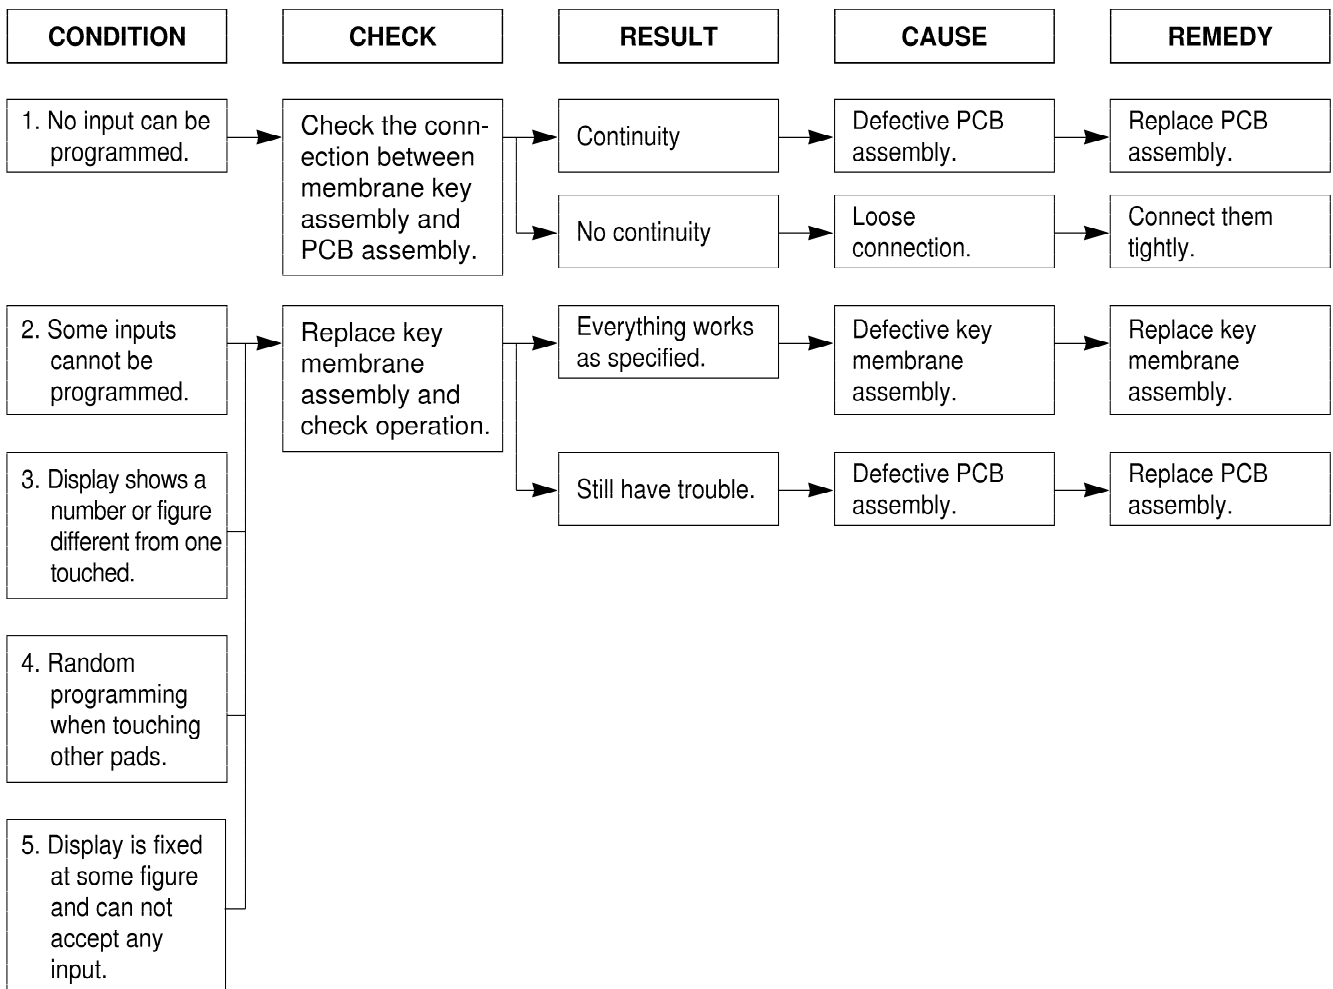 CONDITION
CHECK
RESULT
CAUSE
REMEDY
1. No input can be
programmed.
Check the conn-
ection between
membrane key
assembly and
PCB assembly.
Continuity
Defective PCB
assembly.
Replace PCB
assembly.
No continuity
Loose
connection.
Connect them
tightly.
2. Some inputs
cannot be
programmed.
Replace key
membrane
assembly and
check operation.
Everything works
as specified.
Defective key
membrane
assembly.
Replace key
membrane
assembly.
3. Display shows a
number or figure
different from one
touched.
Still have trouble.
Defective PCB
assembly.
Replace PCB
assembly.
4. Random
programming
when touching
other pads.
5. Display is fixed
at some figure
and can not
accept any
input.